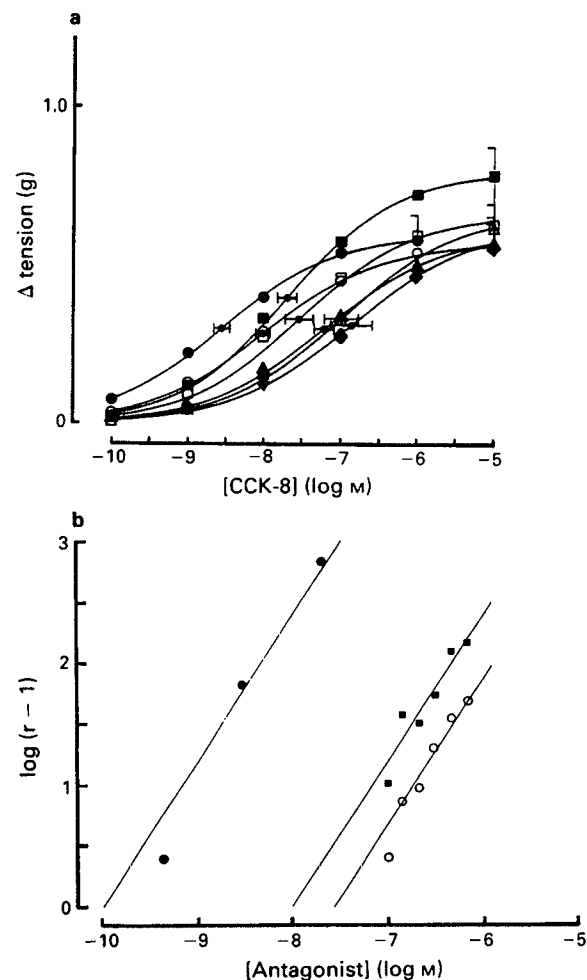 a
1.0
Δ tension (g)
0
−10 −9 −8 −7 −6 −5
[CCK-8] (log M)
b
3
2
log (r − 1)
1
0
−10 −9 −8 −7 −6 −5
[Antagonist] (log M)